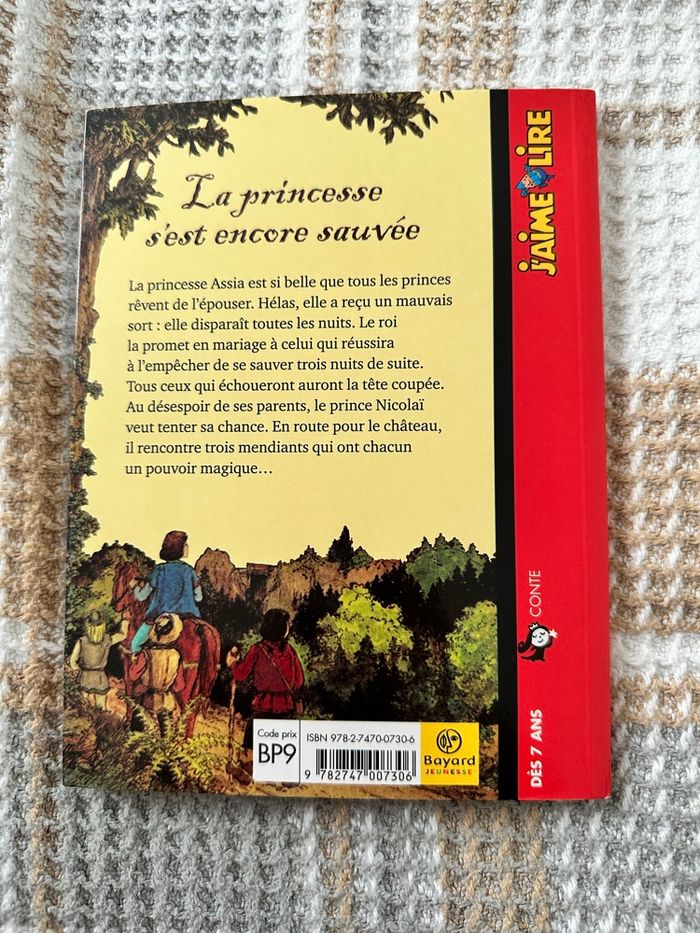 La princesse
s'est encore sauvée
La princesse Assia est si belle que tous les princes
rêvent de l'épouser. Hélas, elle a reçu un mauvais
sort : elle disparaît toutes les nuits. Le roi
la promet en mariage à celui qui réussira
à l'empêcher de se sauver trois nuits de suite.
Tous ceux qui échoueront auront la tête coupée.
Au désespoir de ses parents, le prince Nicolaï
veut tenter sa chance. En route pour le château,
il rencontre trois mendiants qui ont chacun
un pouvoir magique…
Code prix
BP9
ISBN 978-2-7470-0730-6
9 782747 007306
Bayard
JEUNESSE
J'AIME LIRE
CONTE
DÈS 7 ANS